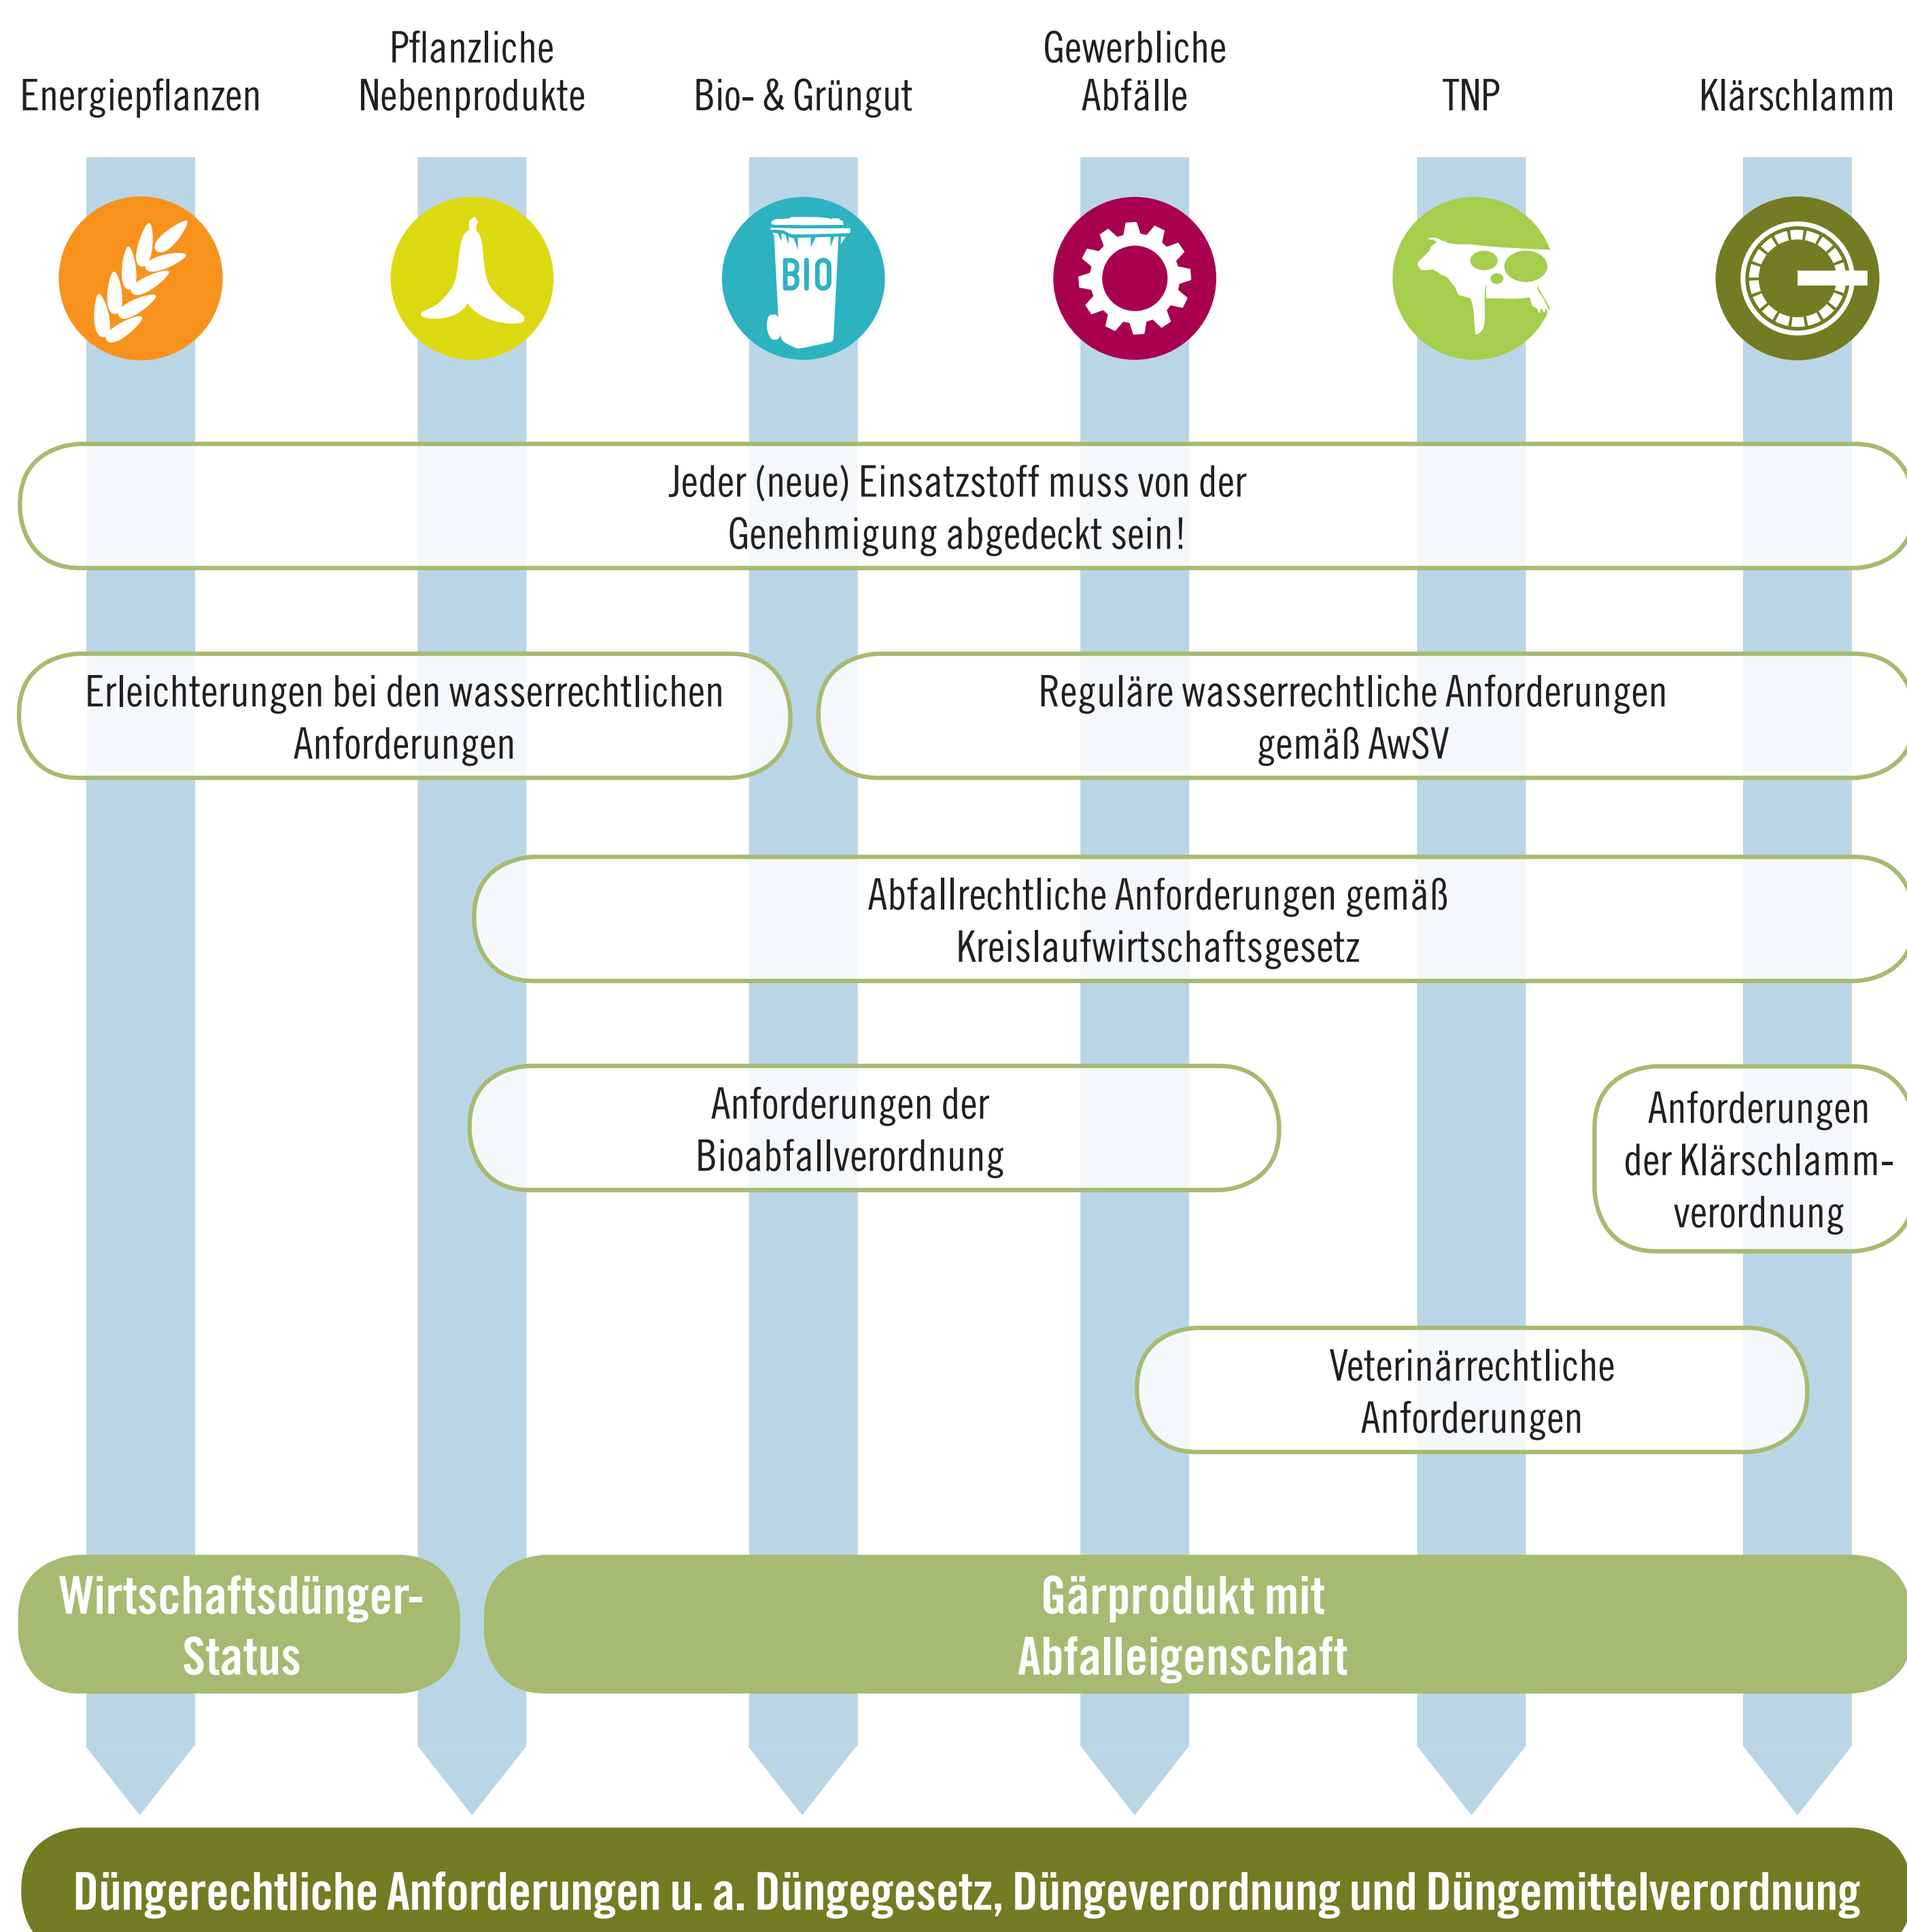 Energiepflanzen
Pflanzliche
Nebenprodukte
Bio- & Grüngut
Gewerbliche
Abfälle
TNP
Klärschlamm
BIO
Jeder (neue) Einsatzstoff muss von der
Genehmigung abgedeckt sein!
Erleichterungen bei den wasserrechtlichen
Anforderungen
Reguläre wasserrechtliche Anforderungen
gemäß AwSV
Abfallrechtliche Anforderungen gemäß
Kreislaufwirtschaftsgesetz
Anforderungen der
Bioabfallverordnung
Anforderungen
der Klärschlamm-
verordnung
Veterinärrechtliche
Anforderungen
Wirtschaftsdünger-
Status
Gärprodukt mit
Abfalleigenschaft
Düngerechtliche Anforderungen u. a. Düngegesetz, Düngeverordnung und Düngemittelverordnung